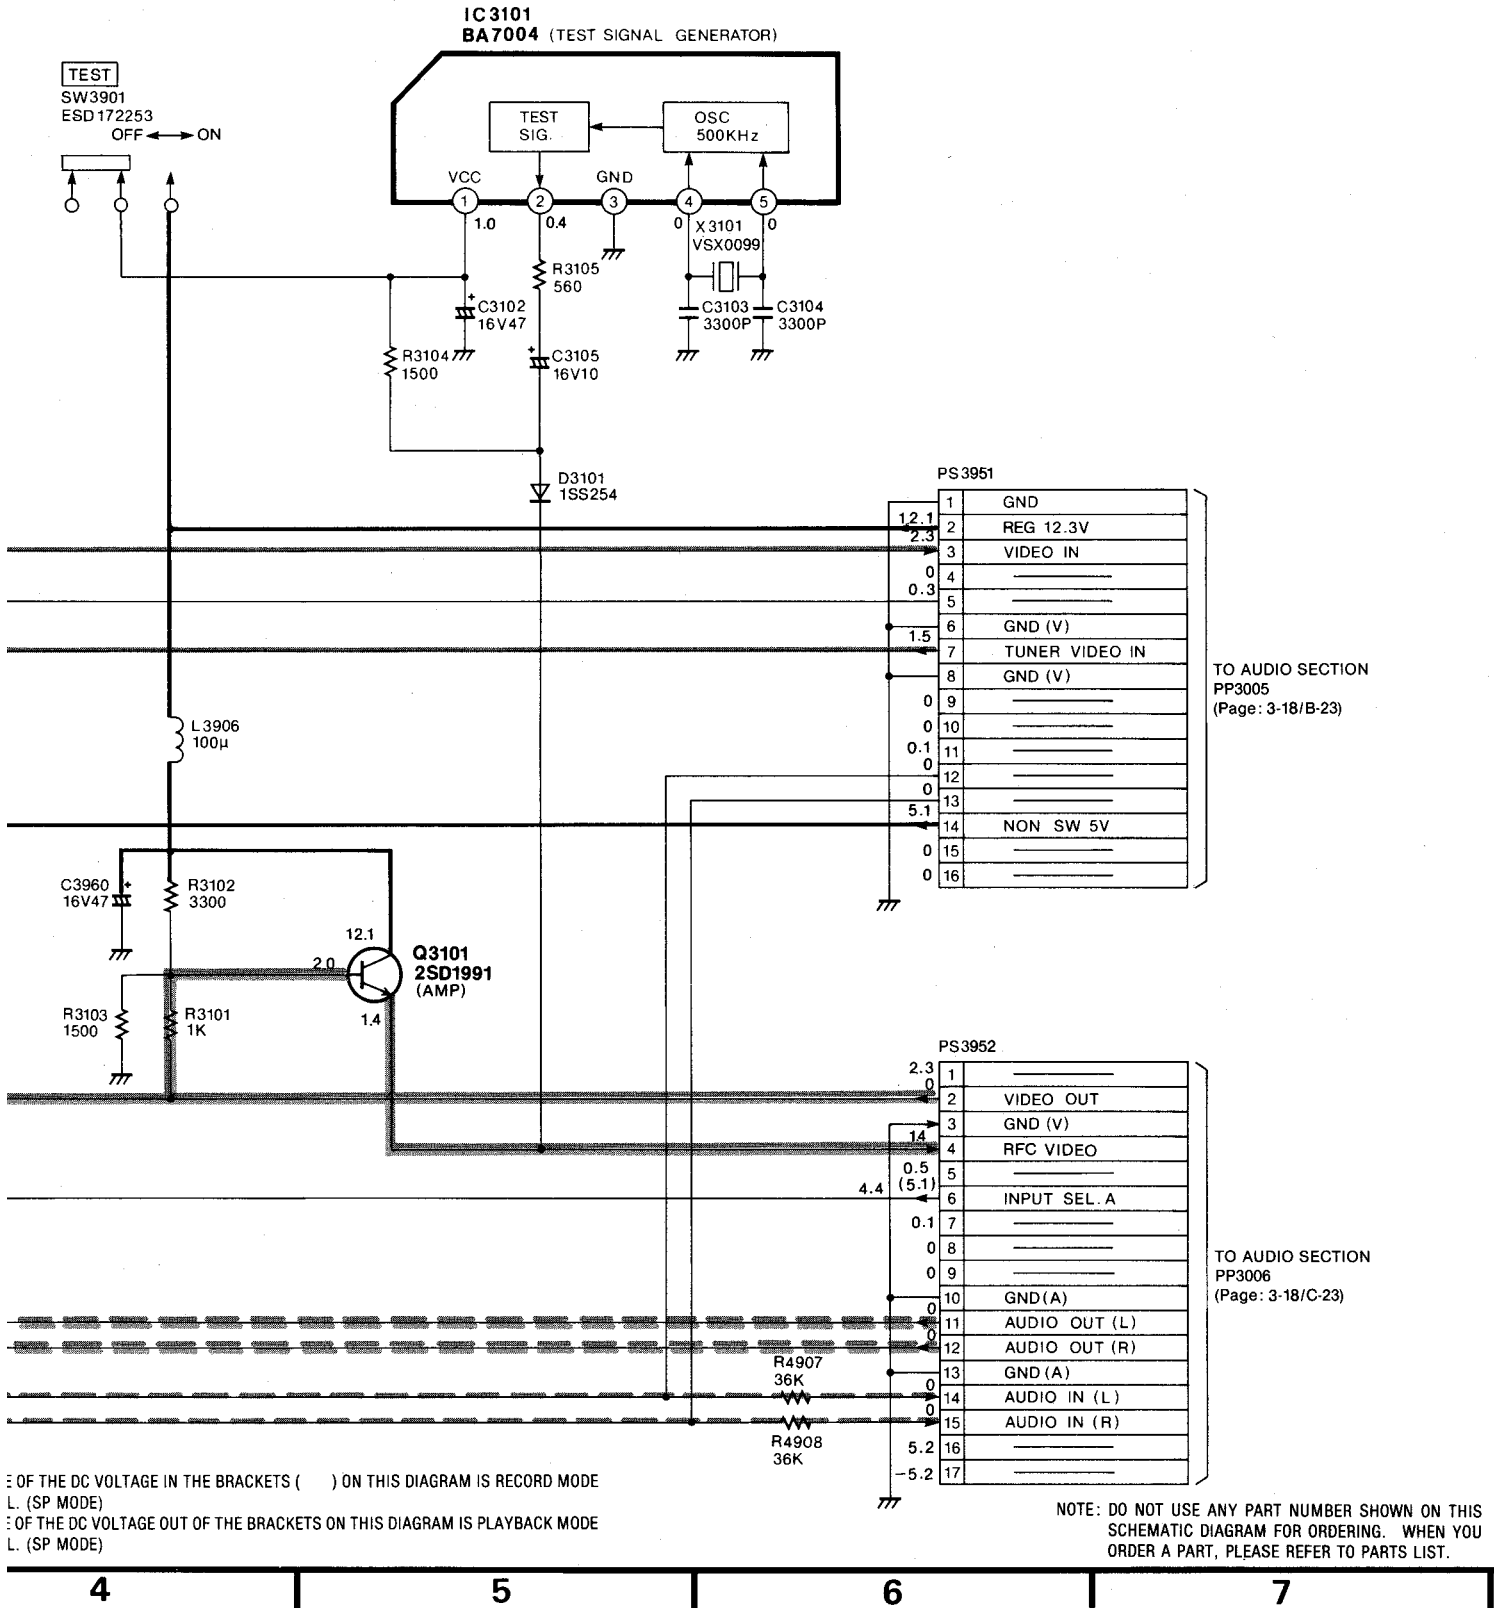 IC3101
BA7004 (TEST SIGNAL GENERATOR)
TEST
SW3901
ESD172253
OFF ON
TEST
SIG.
OSC
500KHz
VCC
GND
1
2
3
4
5
1.0
0.4
0
X3101
VSX0099
0
R3105
560
C3102
16V47
C3103
3300P
C3104
3300P
R3104
1500
C3105
16V10
D3101
1SS254
PS3951
1 GND
12.1
2 REG 12.3V
2.3
3 VIDEO IN
0 4
0.3
5
6 GND (V)
1.5
7 TUNER VIDEO IN
8 GND (V)
0 9
0 10
0.1 11
0
12
0
13
5.1
14 NON SW 5V
0 15
0 16
TO AUDIO SECTION
PP3005
(Page: 3-18/B-23)
L3906
100μ
C3960
16V47
R3102
3300
12.1
2.0
Q3101
2SD1991
(AMP)
1.4
R3103
1500
R3101
1K
PS3952
2.3 1
0
2 VIDEO OUT
3 GND (V)
1.4
4 RFC VIDEO
0.5
5
(5.1)
4.4
6 INPUT SEL. A
0.1 7
0 8
0 9
10 GND (A)
0
11 AUDIO OUT (L)
0
12 AUDIO OUT (R)
13 GND (A)
0
14 AUDIO IN (L)
0
15 AUDIO IN (R)
5.2 16
-5.2 17
TO AUDIO SECTION
PP3006
(Page: 3-18/C-23)
R4907
36K
R4908
36K
E OF THE DC VOLTAGE IN THE BRACKETS ( ) ON THIS DIAGRAM IS RECORD MODE
L. (SP MODE)
E OF THE DC VOLTAGE OUT OF THE BRACKETS ON THIS DIAGRAM IS PLAYBACK MODE
L. (SP MODE)
NOTE: DO NOT USE ANY PART NUMBER SHOWN ON THIS
SCHEMATIC DIAGRAM FOR ORDERING. WHEN YOU
ORDER A PART, PLEASE REFER TO PARTS LIST.
4 5 6 7